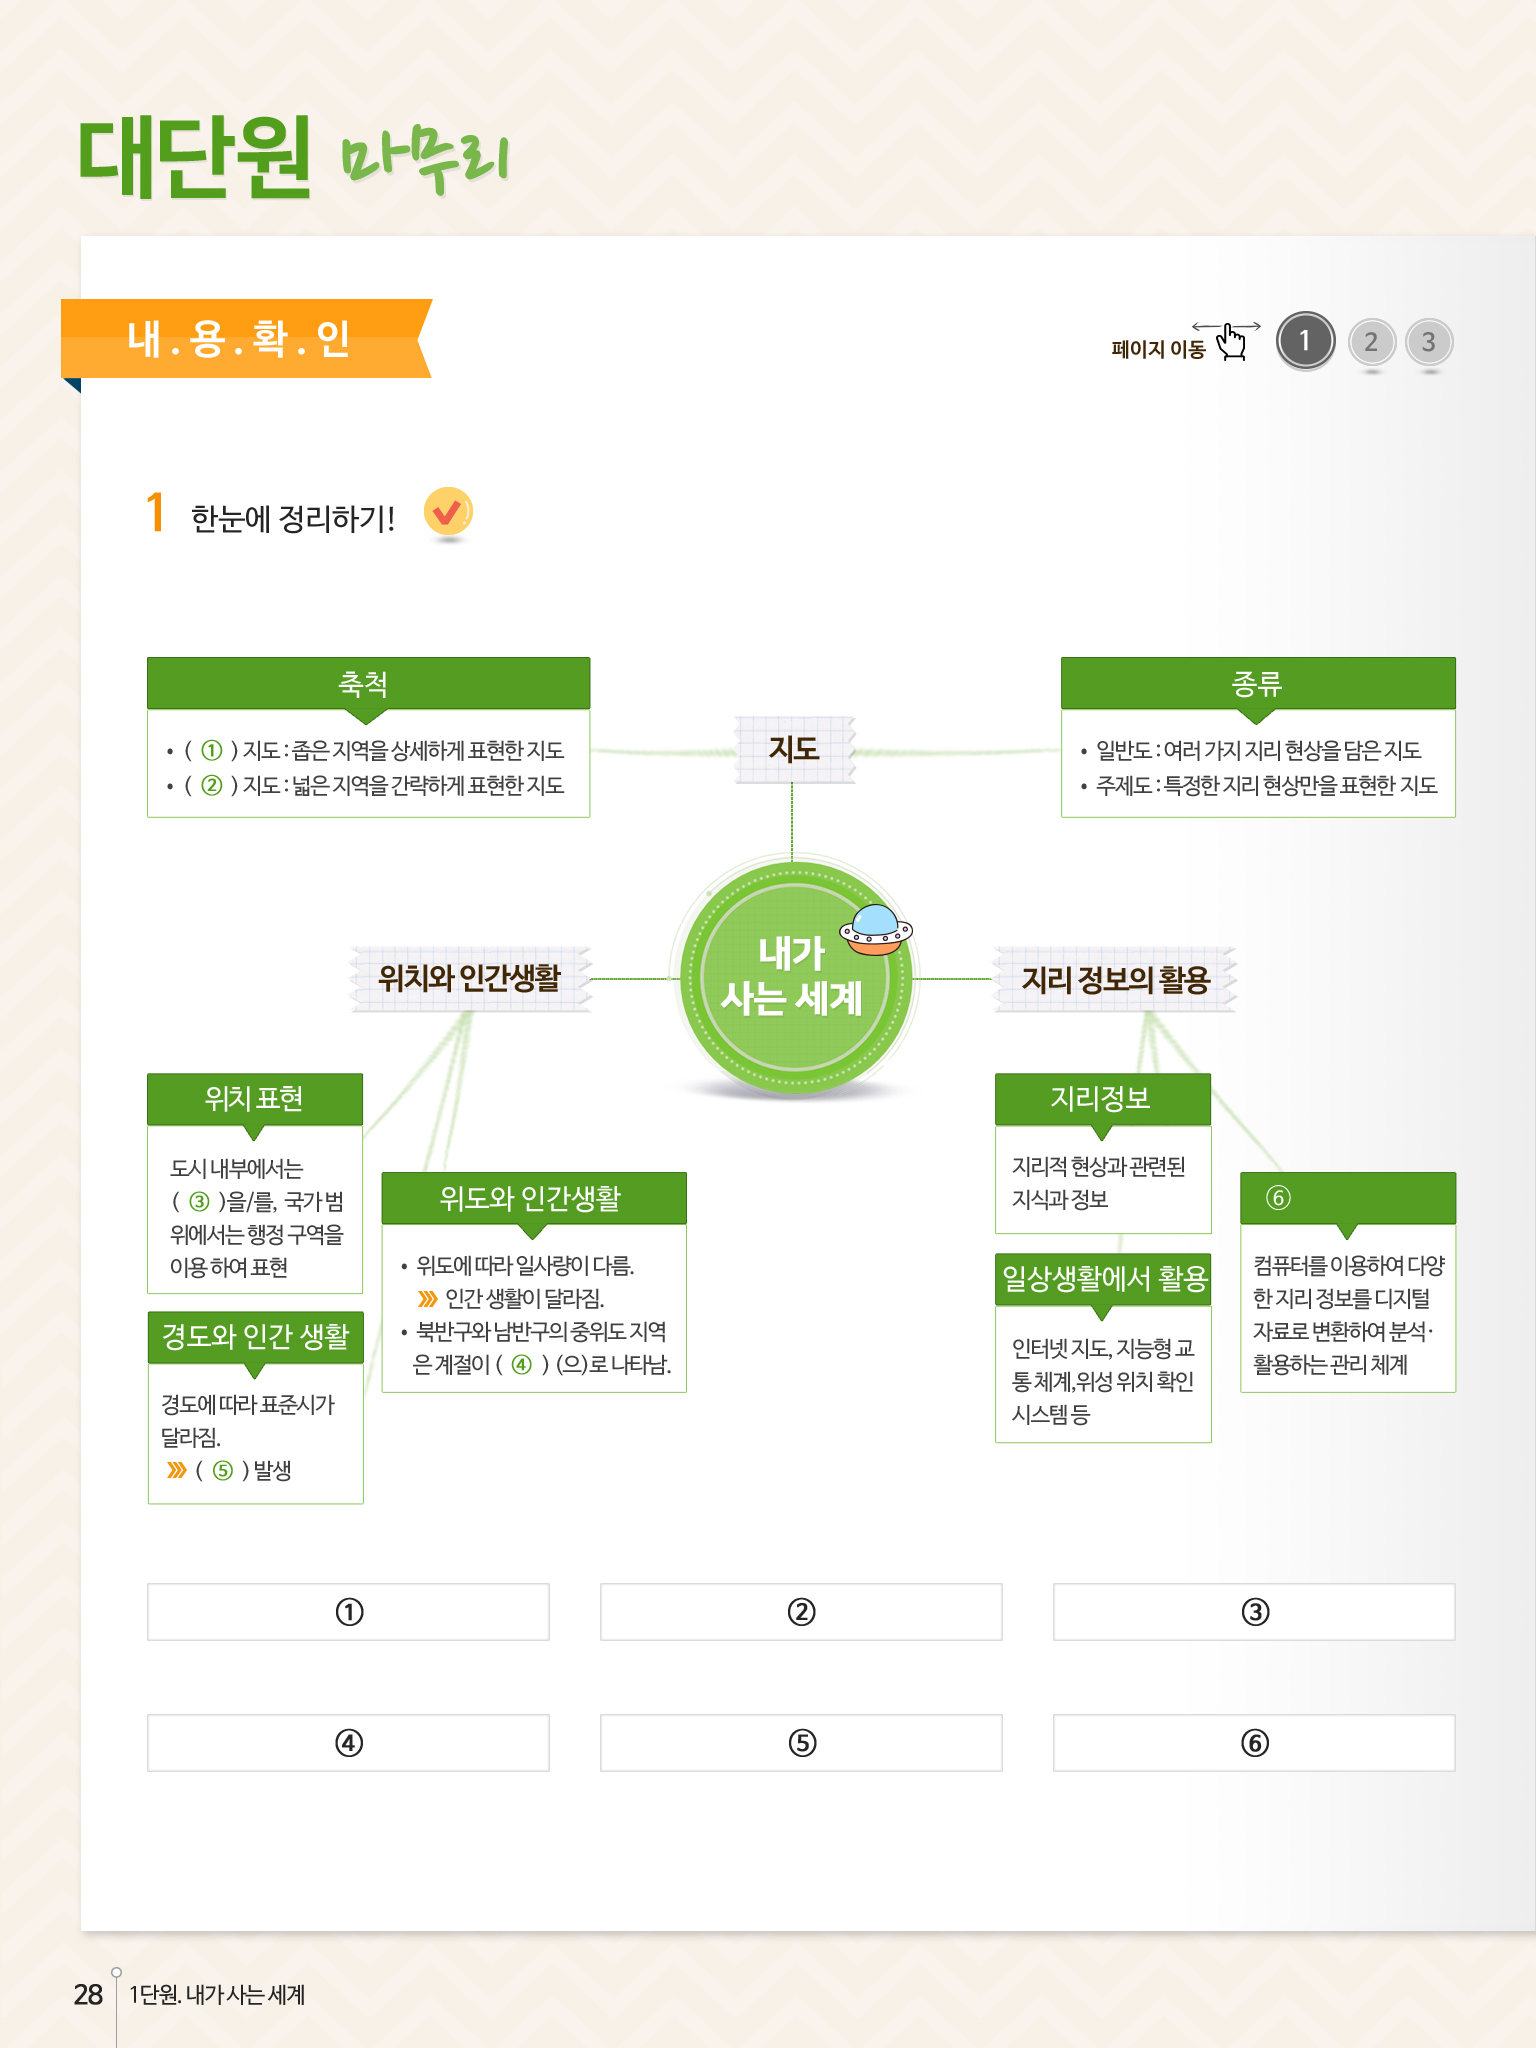 대단원 마무리
내.용.확.인
페이지 이동
1 2 3
1 한눈에 정리하기!
축척
• ( ① ) 지도 : 좁은 지역을 상세하게 표현한 지도
• ( ② ) 지도 : 넓은 지역을 간략하게 표현한 지도
지도
종류
• 일반도 : 여러 가지 지리 현상을 담은 지도
• 주제도 : 특정한 지리 현상만을 표현한 지도
내가
사는 세계
위치와 인간생활
지리 정보의 활용
위치 표현
도시 내부에서는
( ③ )을/를, 국가 범
위에서는 행정 구역을
이용 하여 표현
위도와 인간생활
• 위도에 따라 일사량이 다름.
인간 생활이 달라짐.
• 북반구와 남반구의 중위도 지역
은 계절이 ( ④ ) (으)로 나타남.
경도와 인간 생활
경도에 따라 표준시가
달라짐.
( ⑤ ) 발생
지리정보
지리적 현상과 관련된
지식과 정보
일상생활에서 활용
인터넷 지도, 지능형 교
통 체계,위성 위치 확인
시스템 등
⑥
컴퓨터를 이용하여 다양
한 지리 정보를 디지털
자료로 변환하여 분석·
활용하는 관리 체계
① ② ③
④ ⑤ ⑥
28 1단원. 내가 사는 세계